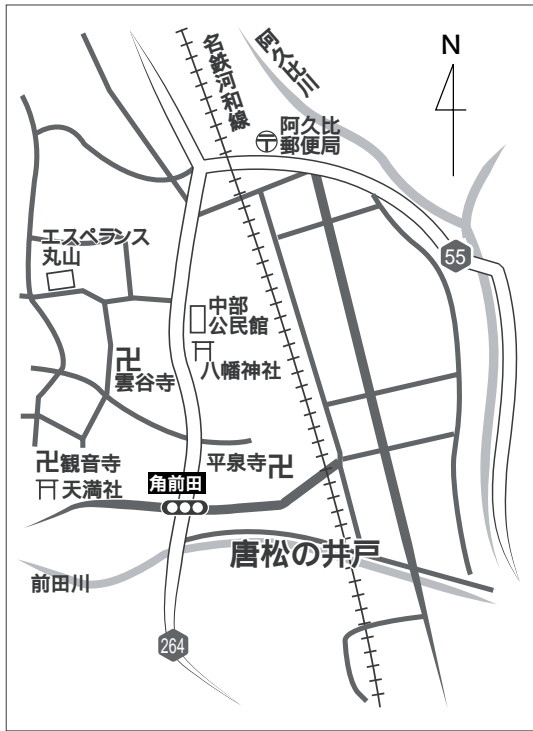 名鉄河和線
阿久比川
N
阿久比
郵便局
エスペランス
丸山
55
中部
公民館
八幡神社
雲谷寺
観音寺
天満社
平泉寺
角前田
唐松の井戸
前田川
264